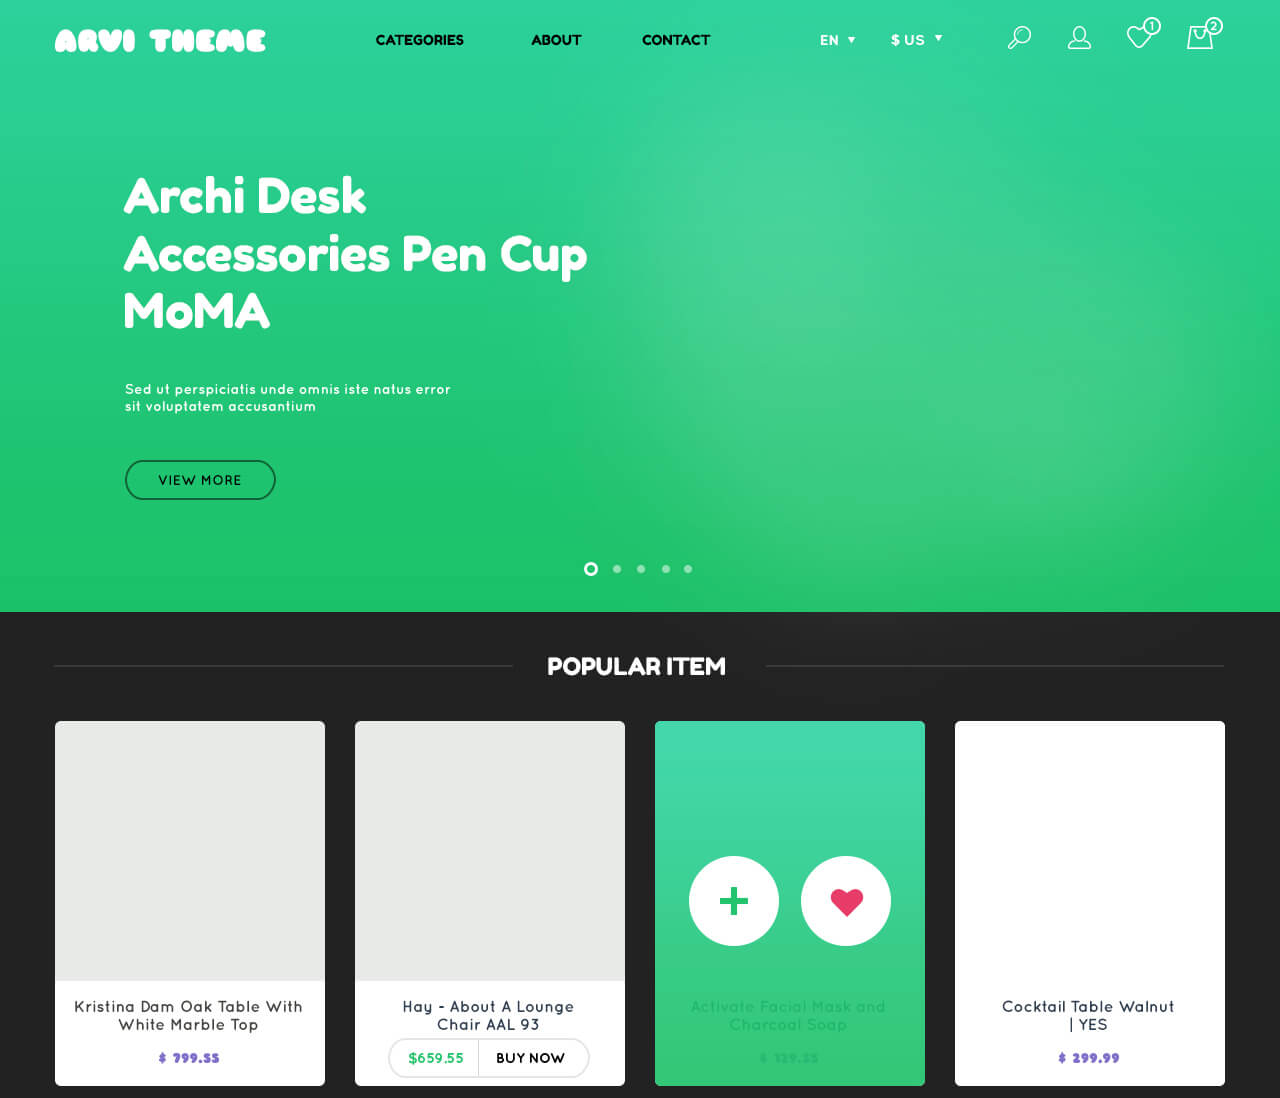 ARVI THEME
CATEGORIES
ABOUT
CONTACT
EN
$ US
1
2
Archi Desk
Accessories Pen Cup
MoMA
Sed ut perspiciatis unde omnis iste natus error
sit voluptatem accusantium
VIEW MORE
POPULAR ITEM
Kristina Dam Oak Table With
White Marble Top
$ 799.55
Hay - About A Lounge
Chair AAL 93
$659.55
BUY NOW
Activate Facial Mask and
Charcoal Soap
$ 129.55
Cocktail Table Walnut
| YES
$ 299.99